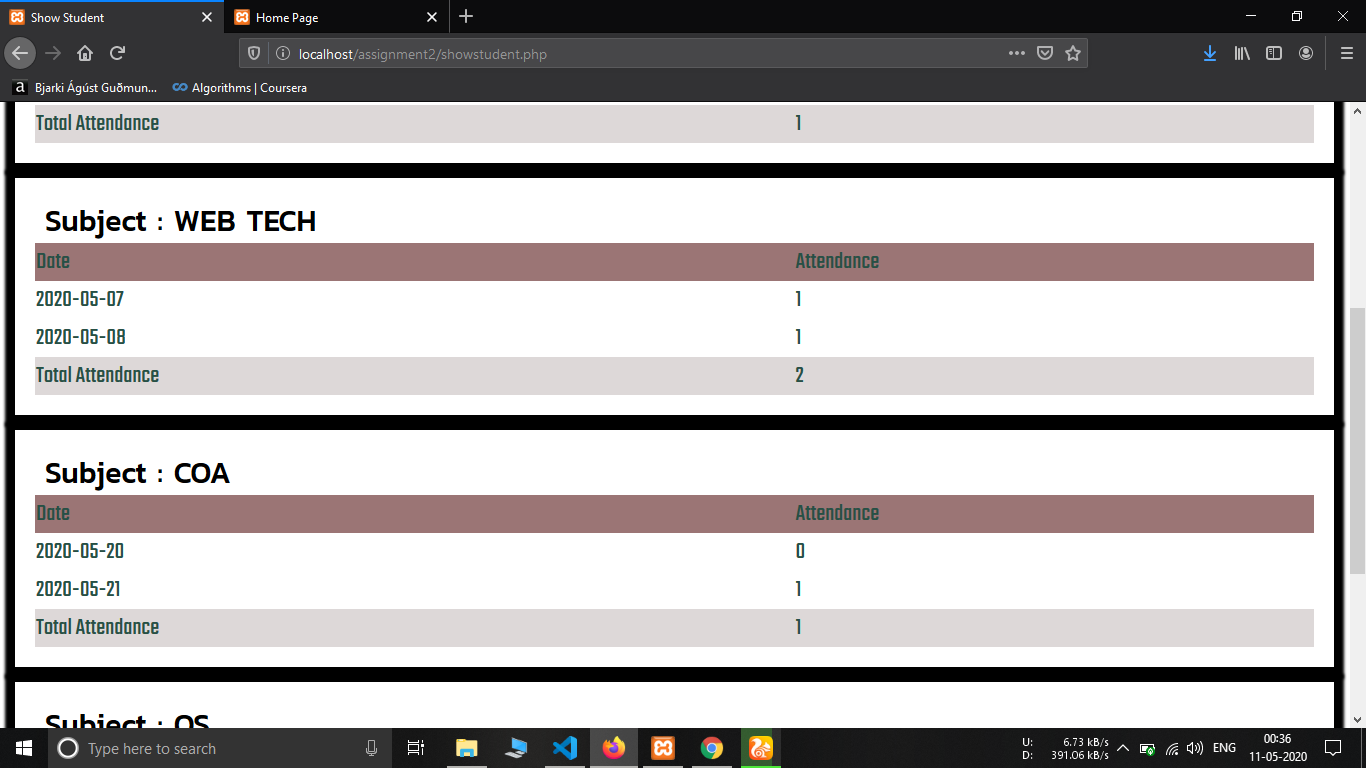 Show Student
Home Page
localhost/assignment2/showstudent.php
a Bjarki Ágúst Guðmun...
Algorithms | Coursera
Total Attendance 1
Subject : WEB TECH
Date Attendance
2020-05-07 1
2020-05-08 1
Total Attendance 2
Subject : COA
Date Attendance
2020-05-20 0
2020-05-21 1
Total Attendance 1
Subject : OS
Type here to search
U: 6.73 kB/s
D: 391.06 kB/s
ENG
00:36
11-05-2020